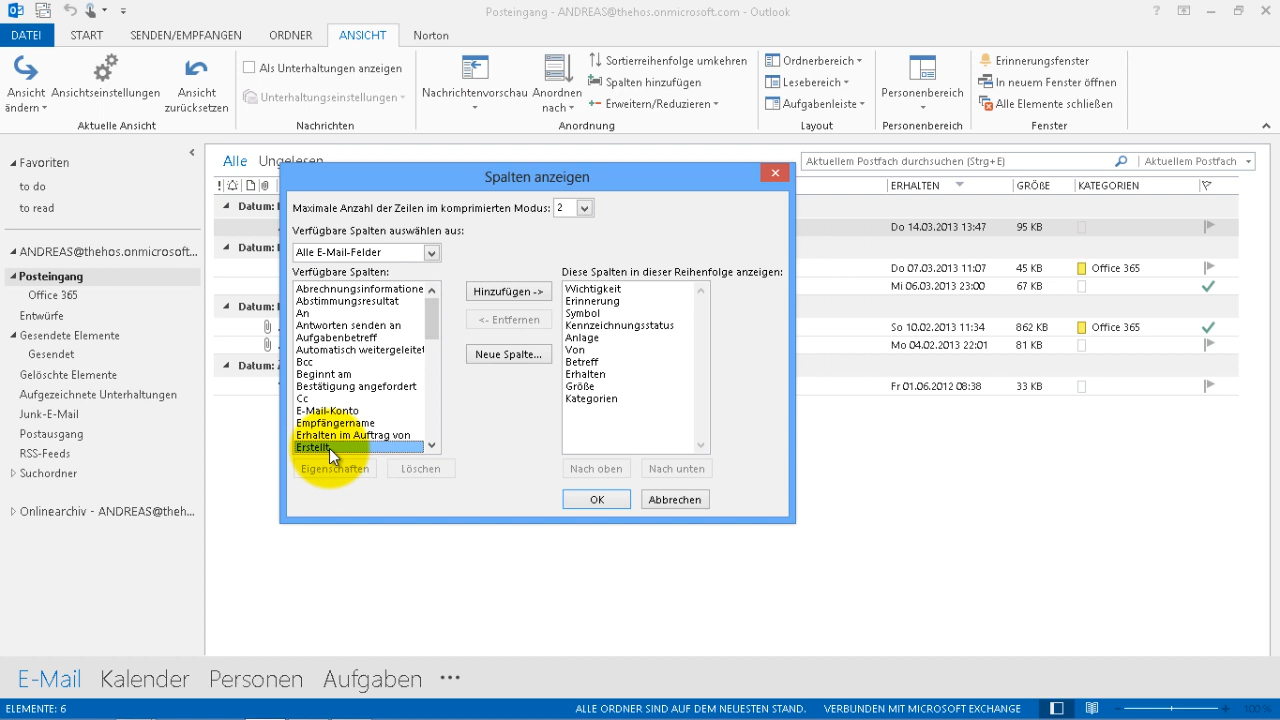 Posteingang - ANDREAS@thehos.onmicrosoft.com - Outlook
DATEI START SENDEN/EMPFANGEN ORDNER ANSICHT Norton
Ansicht ändern
Ansichtseinstellungen
Ansicht zurücksetzen
Aktuelle Ansicht
Als Unterhaltungen anzeigen
Unterhaltungseinstellungen
Nachrichten
Nachrichtenvorschau
Anordnen nach
Sortierreihenfolge umkehren
Spalten hinzufügen
Erweitern/Reduzieren
Anordnung
Ordnerbereich
Lesebereich
Aufgabenleiste
Layout
Personenbereich
Personenbereich
Erinnerungsfenster
In neuem Fenster öffnen
Alle Elemente schließen
Fenster
Favoriten
to do
to read
ANDREAS@thehos.onmicrosoft...
Posteingang
Office 365
Entwürfe
Gesendete Elemente
Gesendet
Gelöschte Elemente
Aufgezeichnete Unterhaltungen
Junk-E-Mail
Postausgang
RSS-Feeds
Suchordner
Onlinearchiv - ANDREAS@theh...
Alle Ungelesen
Aktuellem Postfach durchsuchen (Strg+E) Aktuellem Postfach
ERHALTEN GRÖßE KATEGORIEN
Datum:
Do 14.03.2013 13:47 95 KB
Datum:
Do 07.03.2013 11:07 45 KB Office 365
Mi 06.03.2013 23:00 67 KB
Datum:
So 10.02.2013 11:34 862 KB Office 365
Mo 04.02.2013 22:01 81 KB
Datum:
Fr 01.06.2012 08:38 33 KB
Spalten anzeigen
Maximale Anzahl der Zeilen im komprimierten Modus: 2
Verfügbare Spalten auswählen aus:
Alle E-Mail-Felder
Verfügbare Spalten:
Abrechnungsinformatione
Abstimmungsresultat
An
Antworten senden an
Aufgabenbetreff
Automatisch weitergeleitet
Bcc
Beginnt am
Bestätigung angefordert
Cc
E-Mail-Konto
Empfängername
Erhalten im Auftrag von
Erstellt
Eigenschaften Löschen
Hinzufügen ->
<- Entfernen
Neue Spalte...
Diese Spalten in dieser Reihenfolge anzeigen:
Wichtigkeit
Erinnerung
Symbol
Kennzeichnungsstatus
Anlage
Von
Betreff
Erhalten
Größe
Kategorien
Nach oben Nach unten
OK Abbrechen
E-Mail Kalender Personen Aufgaben •••
ELEMENTE: 6 ALLE ORDNER SIND AUF DEM NEUESTEN STAND. VERBUNDEN MIT MICROSOFT EXCHANGE 100 %